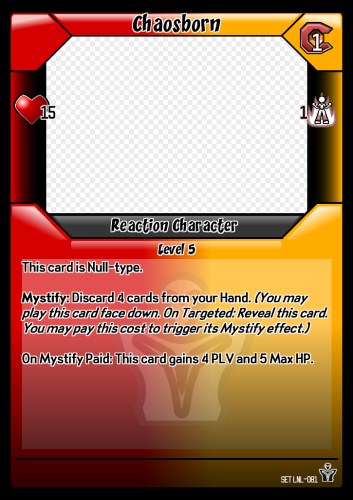 Chaosborn
C 1
15
1
Reaction Character
Level 5
This card is Null-type.
Mystify: Discard 4 cards from your Hand. (You may
play this card face down. On Targeted: Reveal this card.
You may pay this cost to trigger its Mystify effect.)
On Mystify Paid: This card gains 4 PLV and 5 Max HP.
SET LNL-081